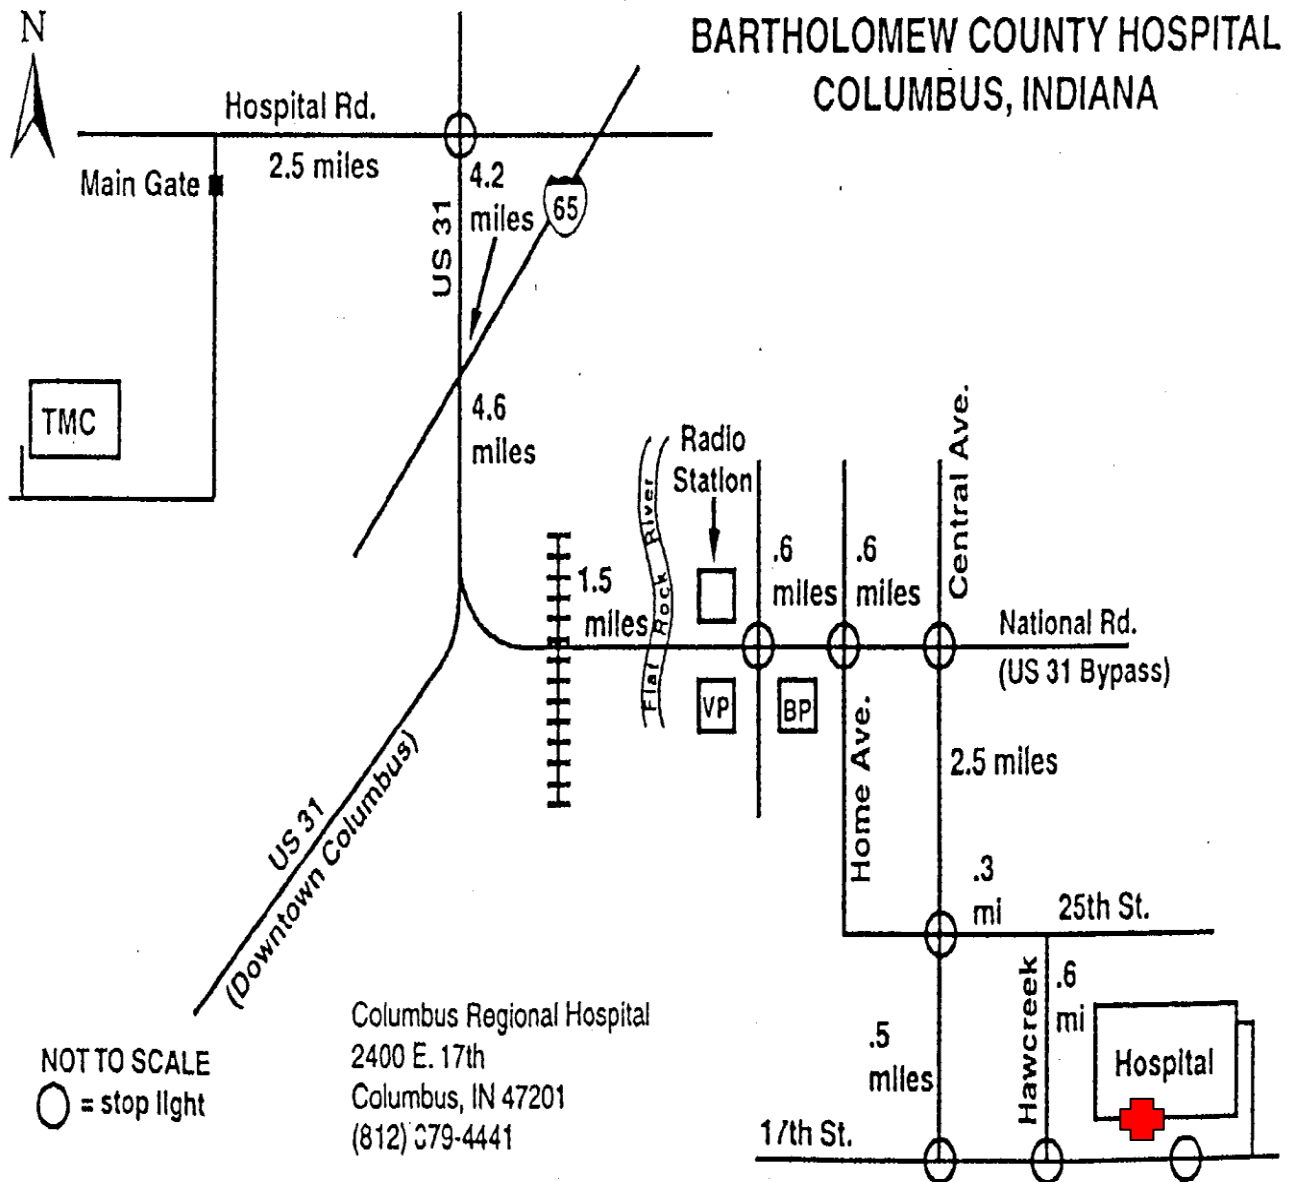 N
BARTHOLOMEW COUNTY HOSPITAL
COLUMBUS, INDIANA
Hospital Rd.
2.5 miles
Main Gate
4.2
miles
65
US 31
TMC
4.6
miles
Radio
Station
Central Ave.
Flat Rock River
1.5
miles
.6
miles
.6
miles
National Rd.
(US 31 Bypass)
VP
BP
Home Ave.
2.5 miles
US 31
(Downtown Columbus)
.3
mi
25th St.
Hawcreek
.6
mi
.5
miles
Hospital
17th St.
Columbus Regional Hospital
2400 E. 17th
Columbus, IN 47201
(812)
NOT TO SCALE
= stop light